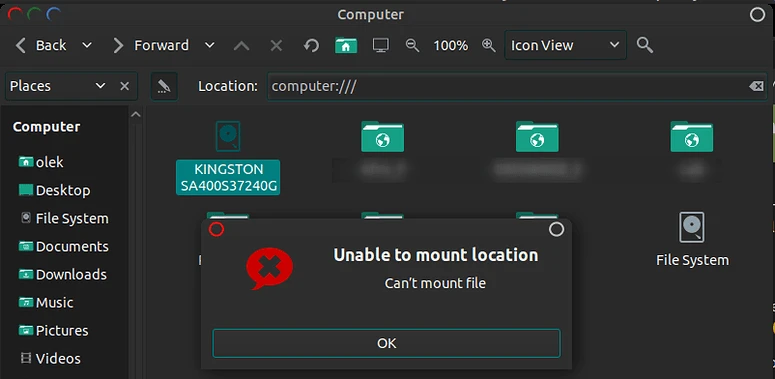 Computer
Back
Forward
100%
Icon View
Places
Location:
computer:///
Computer
olek
Desktop
File System
Documents
Downloads
Music
Pictures
Videos
KINGSTON
SA400S37240G
File System
Unable to mount location
Can't mount file
OK